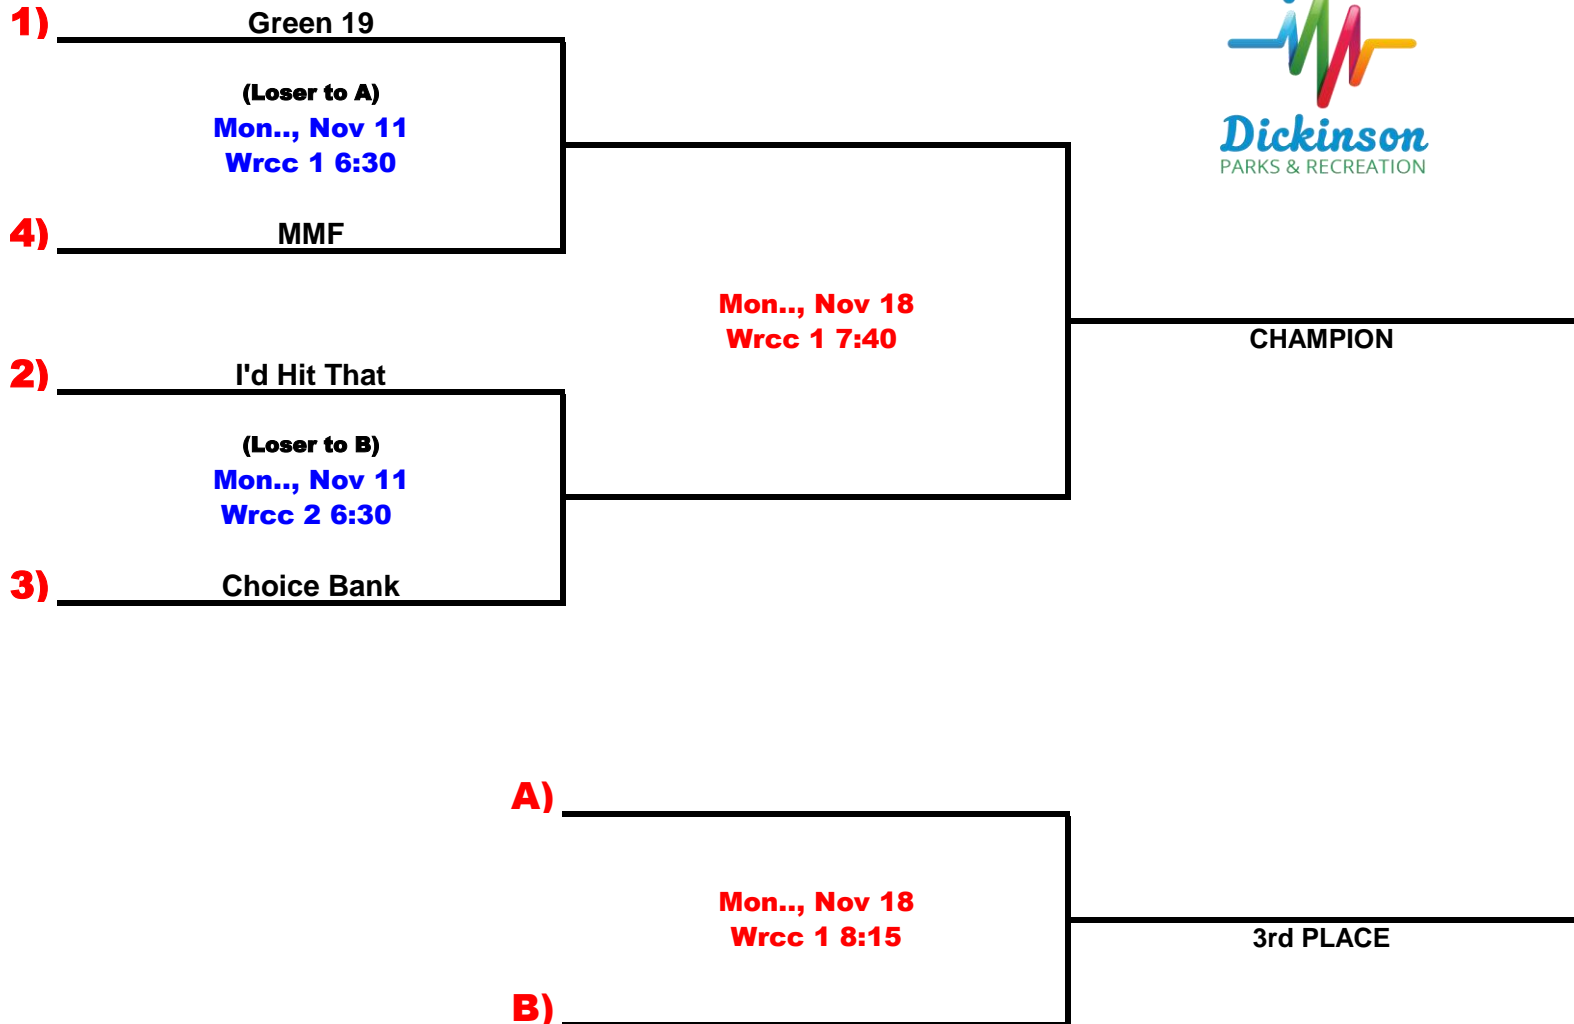 1) Green 19
(Loser to A)
Mon.., Nov 11
Wrcc 1 6:30
4) MMF
Dickinson
PARKS & RECREATION
Mon.., Nov 18
Wrcc 1 7:40
CHAMPION
2) I'd Hit That
(Loser to B)
Mon.., Nov 11
Wrcc 2 6:30
3) Choice Bank
A)
Mon.., Nov 18
Wrcc 1 8:15
3rd PLACE
B)